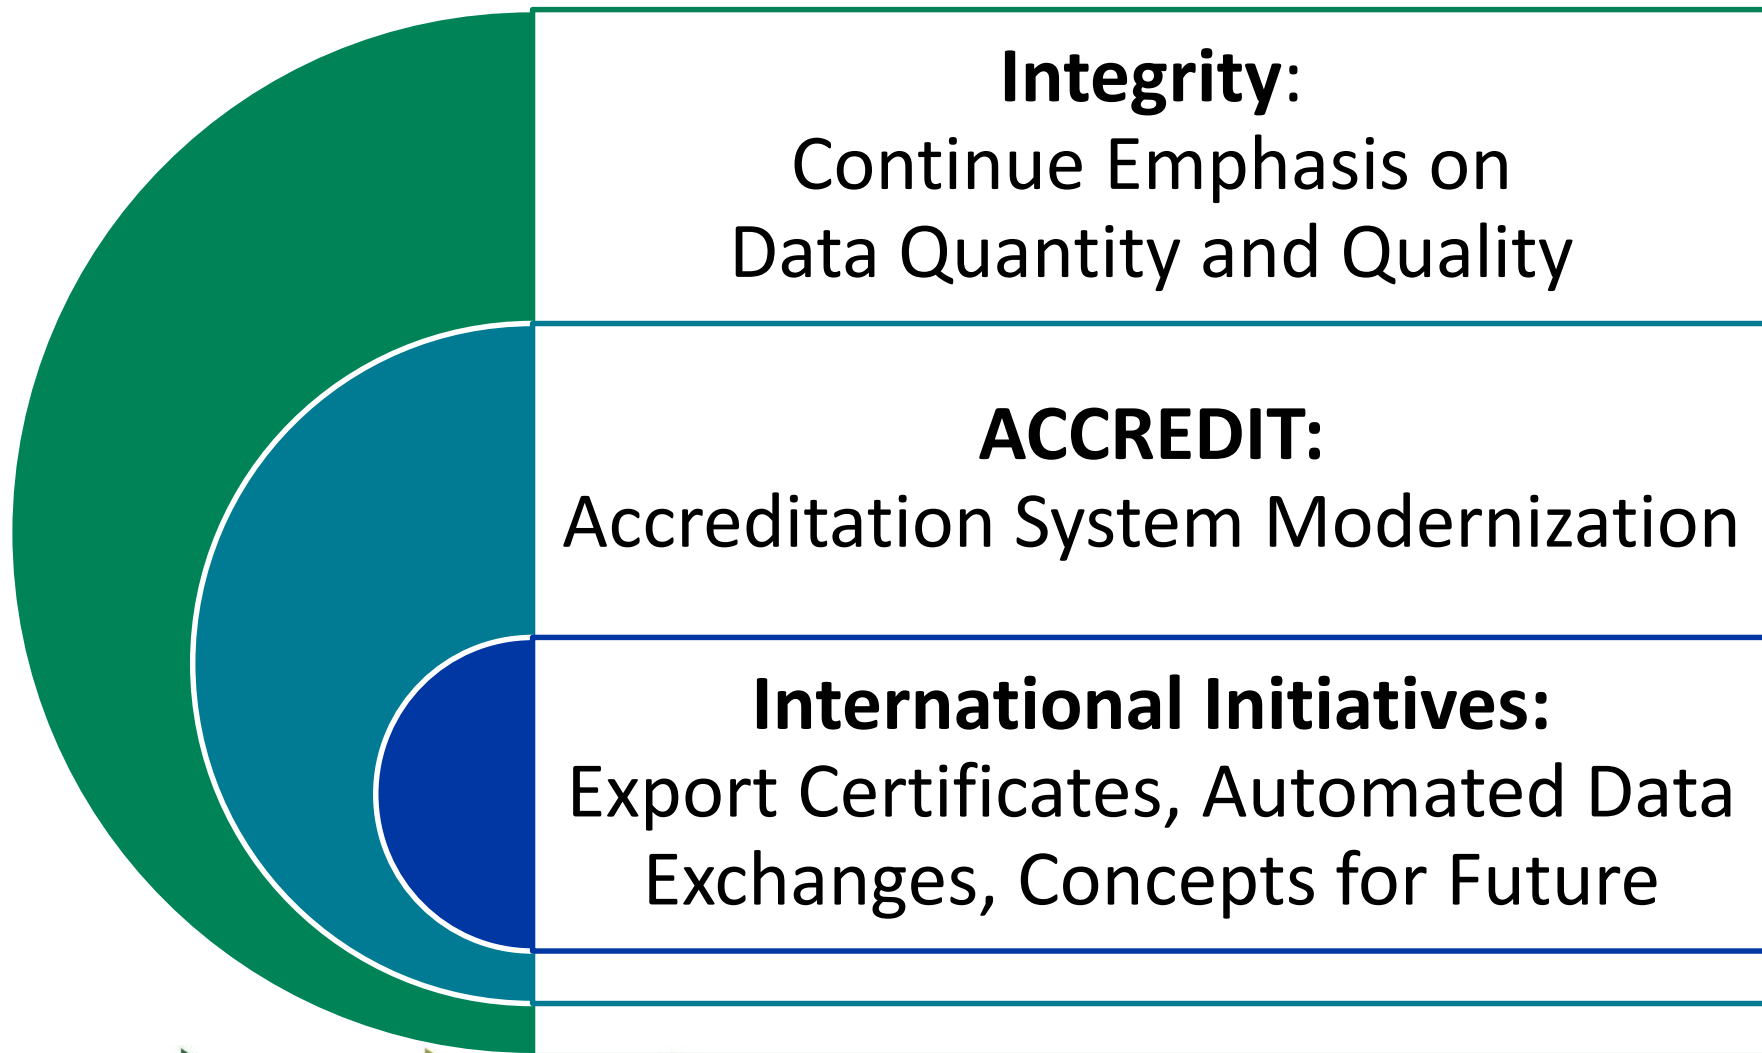 Integrity:
Continue Emphasis on
Data Quantity and Quality
ACCREDIT:
Accreditation System Modernization
International Initiatives:
Export Certificates, Automated Data
Exchanges, Concepts for Future